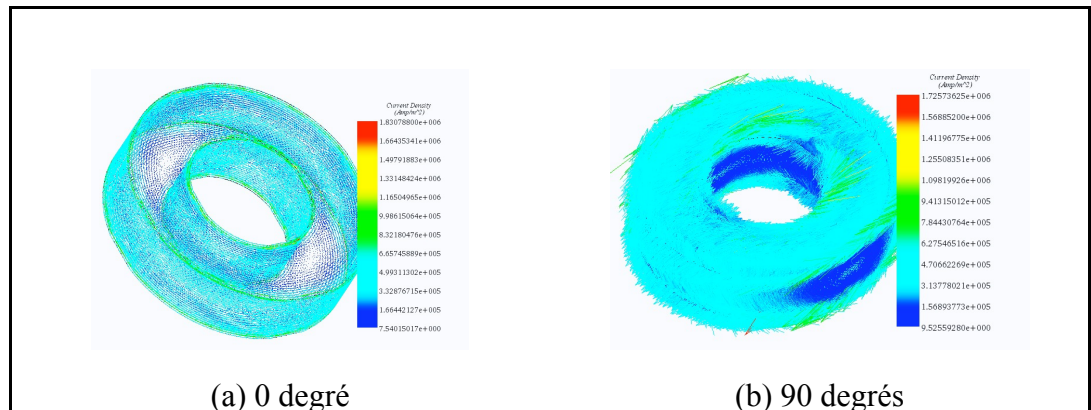 Current Density
(Amp/m^2)
1.83078800e+006
1.66435341e+006
1.49791883e+006
1.33148424e+006
1.16504965e+006
9.98615064e+005
8.32180476e+005
6.65745889e+005
4.99311302e+005
3.32876715e+005
1.66442127e+005
7.54015017e+000
Current Density
(Amp/m^2)
1.72573625e+006
1.56885200e+006
1.41196775e+006
1.25508351e+006
1.09819926e+006
9.41315012e+005
7.84430764e+005
6.27546516e+005
4.70662269e+005
3.13778021e+005
1.56893773e+005
9.52559280e+000
(a) 0 degré
(b) 90 degrés